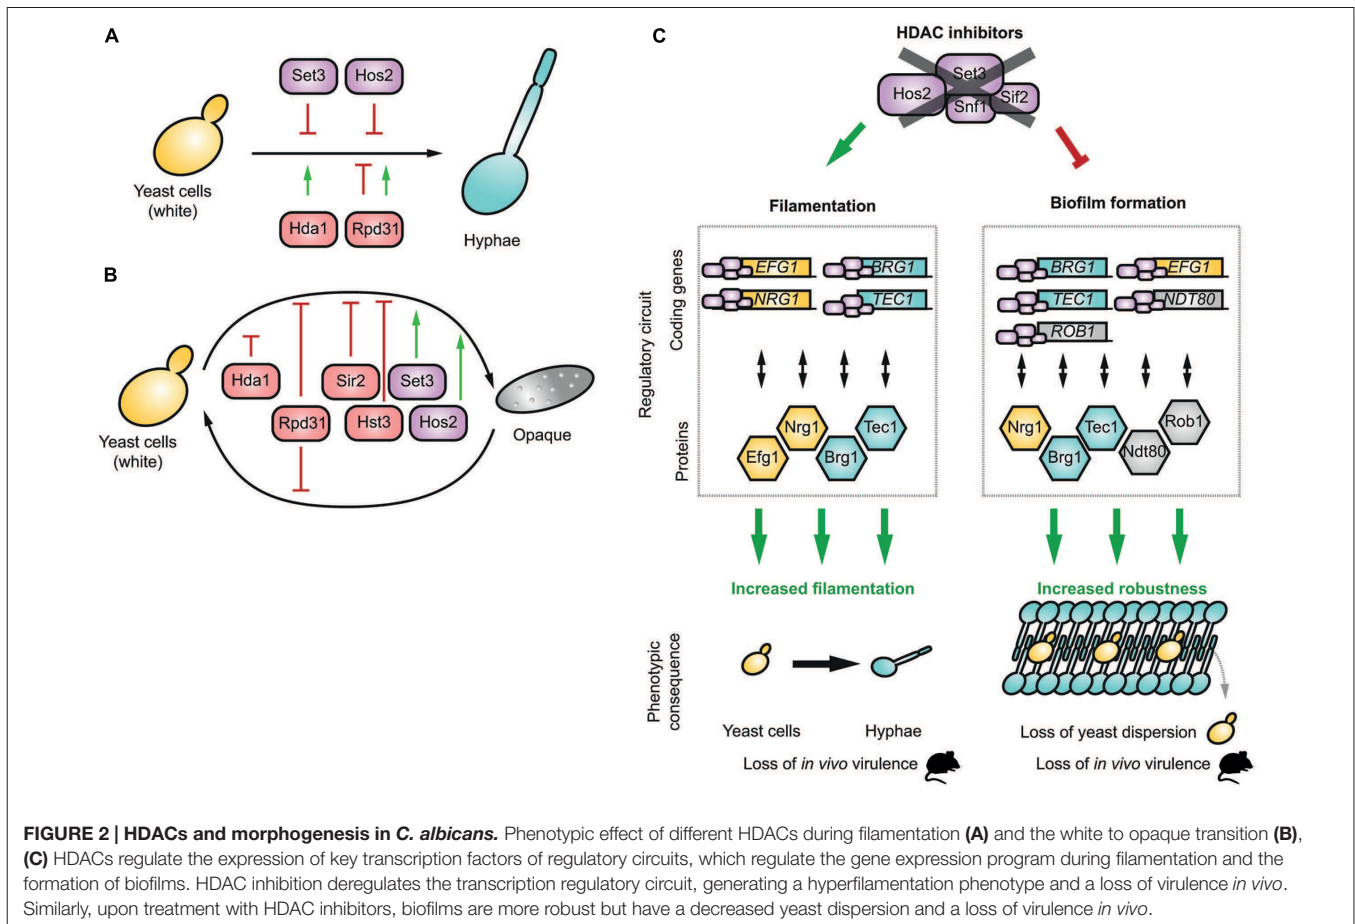 A
Set3
Hos2
Yeast cells
(white)
Hda1
Rpd31
Hyphae
B
Hda1
Sir2
Set3
Rpd31
Hst3
Hos2
Yeast cells
(white)
Opaque
C
HDAC inhibitors
Set3
Hos2
Snf1
Sif2
Filamentation
Biofilm formation
Regulatory circuit
Coding genes
EFG1
BRG1
NRG1
TEC1
BRG1
EFG1
TEC1
NDT80
ROB1
Proteins
Efg1
Nrg1
Brg1
Tec1
Nrg1
Brg1
Tec1
Ndt80
Rob1
Increased filamentation
Increased robustness
Phenotypic
consequence
Yeast cells
Hyphae
Loss of in vivo virulence
Loss of yeast dispersion
Loss of in vivo virulence
FIGURE 2 | HDACs and morphogenesis in C. albicans. Phenotypic effect of different HDACs during filamentation (A) and the white to opaque transition (B),
(C) HDACs regulate the expression of key transcription factors of regulatory circuits, which regulate the gene expression program during filamentation and the
formation of biofilms. HDAC inhibition deregulates the transcription regulatory circuit, generating a hyperfilamentation phenotype and a loss of virulence in vivo.
Similarly, upon treatment with HDAC inhibitors, biofilms are more robust but have a decreased yeast dispersion and a loss of virulence in vivo.